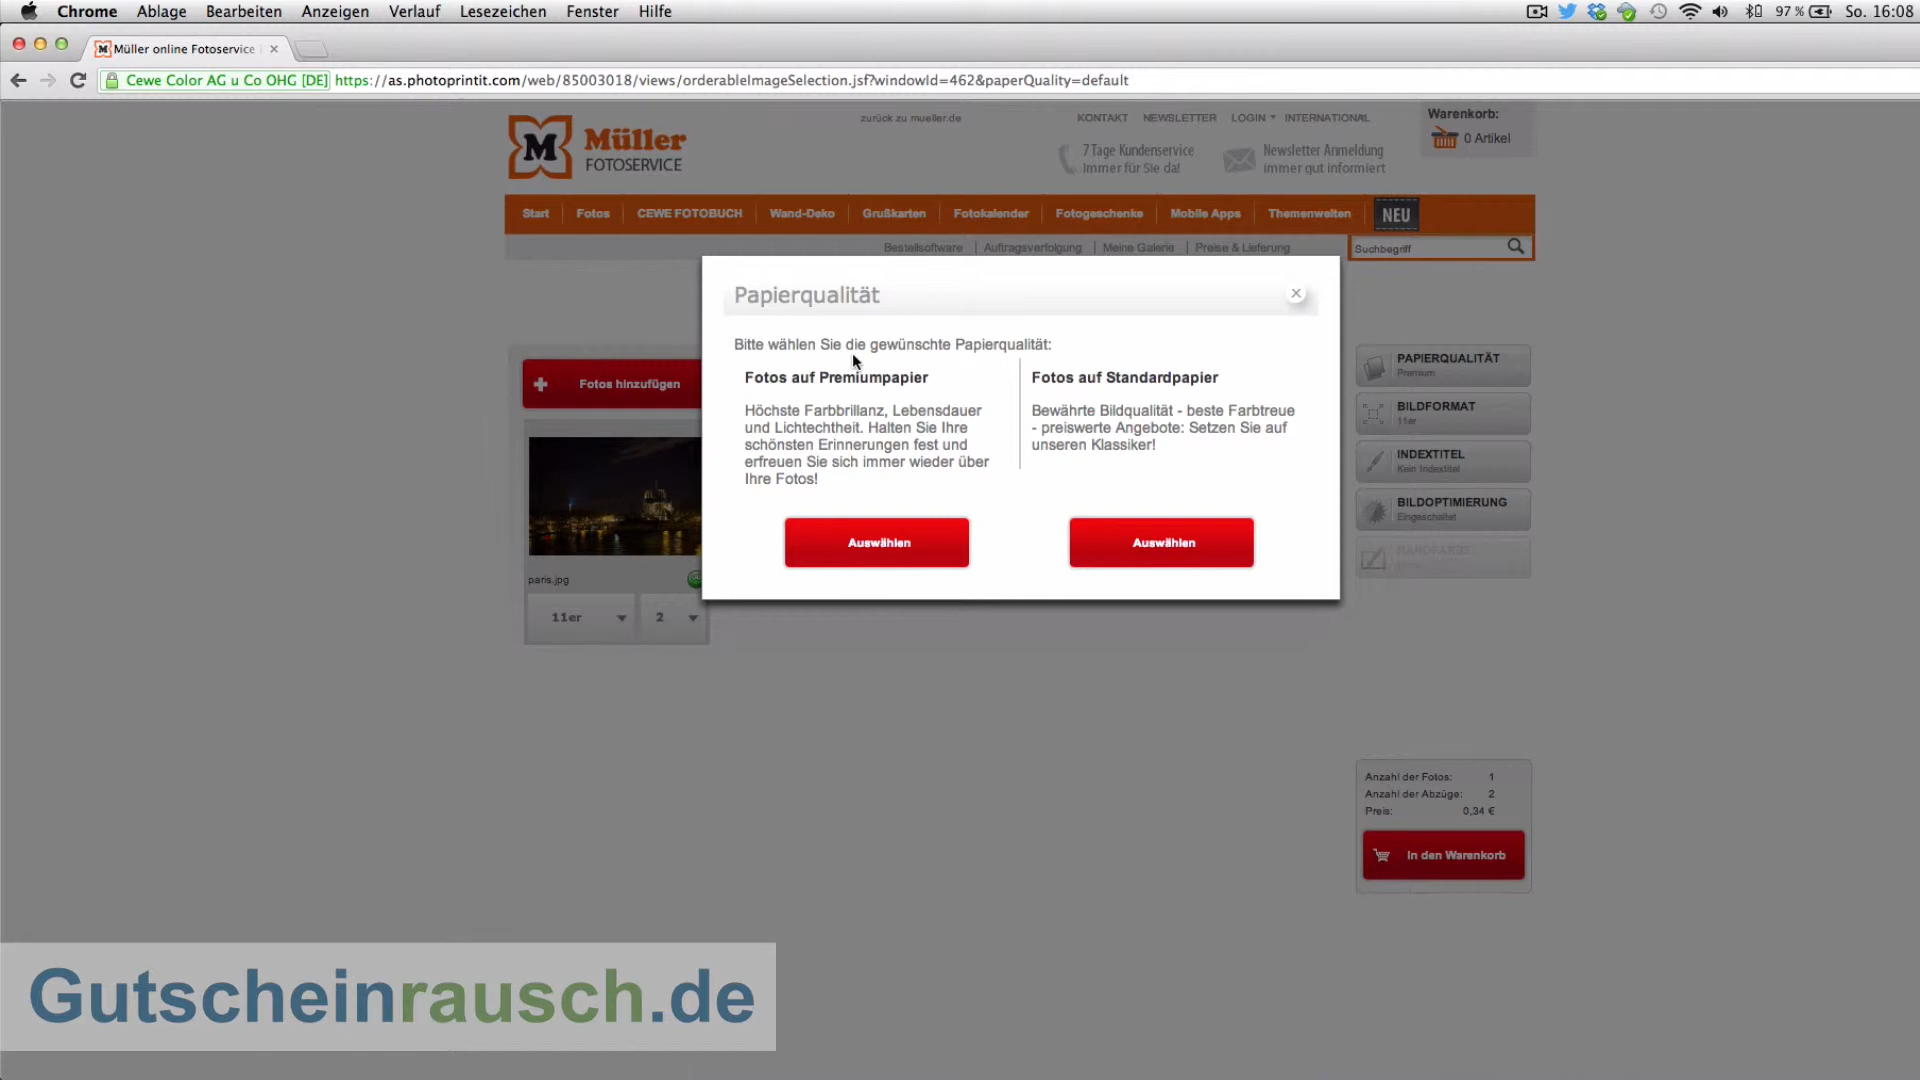 Chrome Ablage Bearbeiten Anzeigen Verlauf Lesezeichen Fenster Hilfe 97 % So. 16:08
Müller online Fotoservice
Cewe Color AG u Co OHG [DE] https://as.photoprintit.com/web/85003018/views/orderableImageSelection.jsf?windowId=462&paperQuality=default
M Müller
FOTOSERVICE
zurück zu mueller.de
KONTAKT NEWSLETTER LOGIN INTERNATIONAL
7 Tage Kundenservice
Immer für Sie da!
Newsletter Anmeldung
immer gut informiert
Warenkorb:
0 Artikel
Start Fotos CEWE FOTOBUCH Wand-Deko Grußkarten Fotokalender Fotogeschenke Mobile Apps Themenwelten NEU
Bestellsoftware Auftragsverfolgung Meine Galerie Preise & Lieferung
Suchbegriff
Papierqualität
Bitte wählen Sie die gewünschte Papierqualität:
Fotos auf Premiumpapier
Höchste Farbbrillanz, Lebensdauer
und Lichtechtheit. Halten Sie Ihre
schönsten Erinnerungen fest und
erfreuen Sie sich immer wieder über
Ihre Fotos!
Auswählen
Fotos auf Standardpapier
Bewährte Bildqualität - beste Farbtreue
- preiswerte Angebote: Setzen Sie auf
unseren Klassiker!
Auswählen
Fotos hinzufügen
paris.jpg
11er 2
PAPIERQUALITÄT
Premium
BILDFORMAT
11er
INDEXTITEL
Kein Indextitel
BILDOPTIMIERUNG
Eingeschaltet
RANDFARBE
Anzahl der Fotos: 1
Anzahl der Abzüge: 2
Preis: 0,34 €
In den Warenkorb
Gutscheinrausch.de